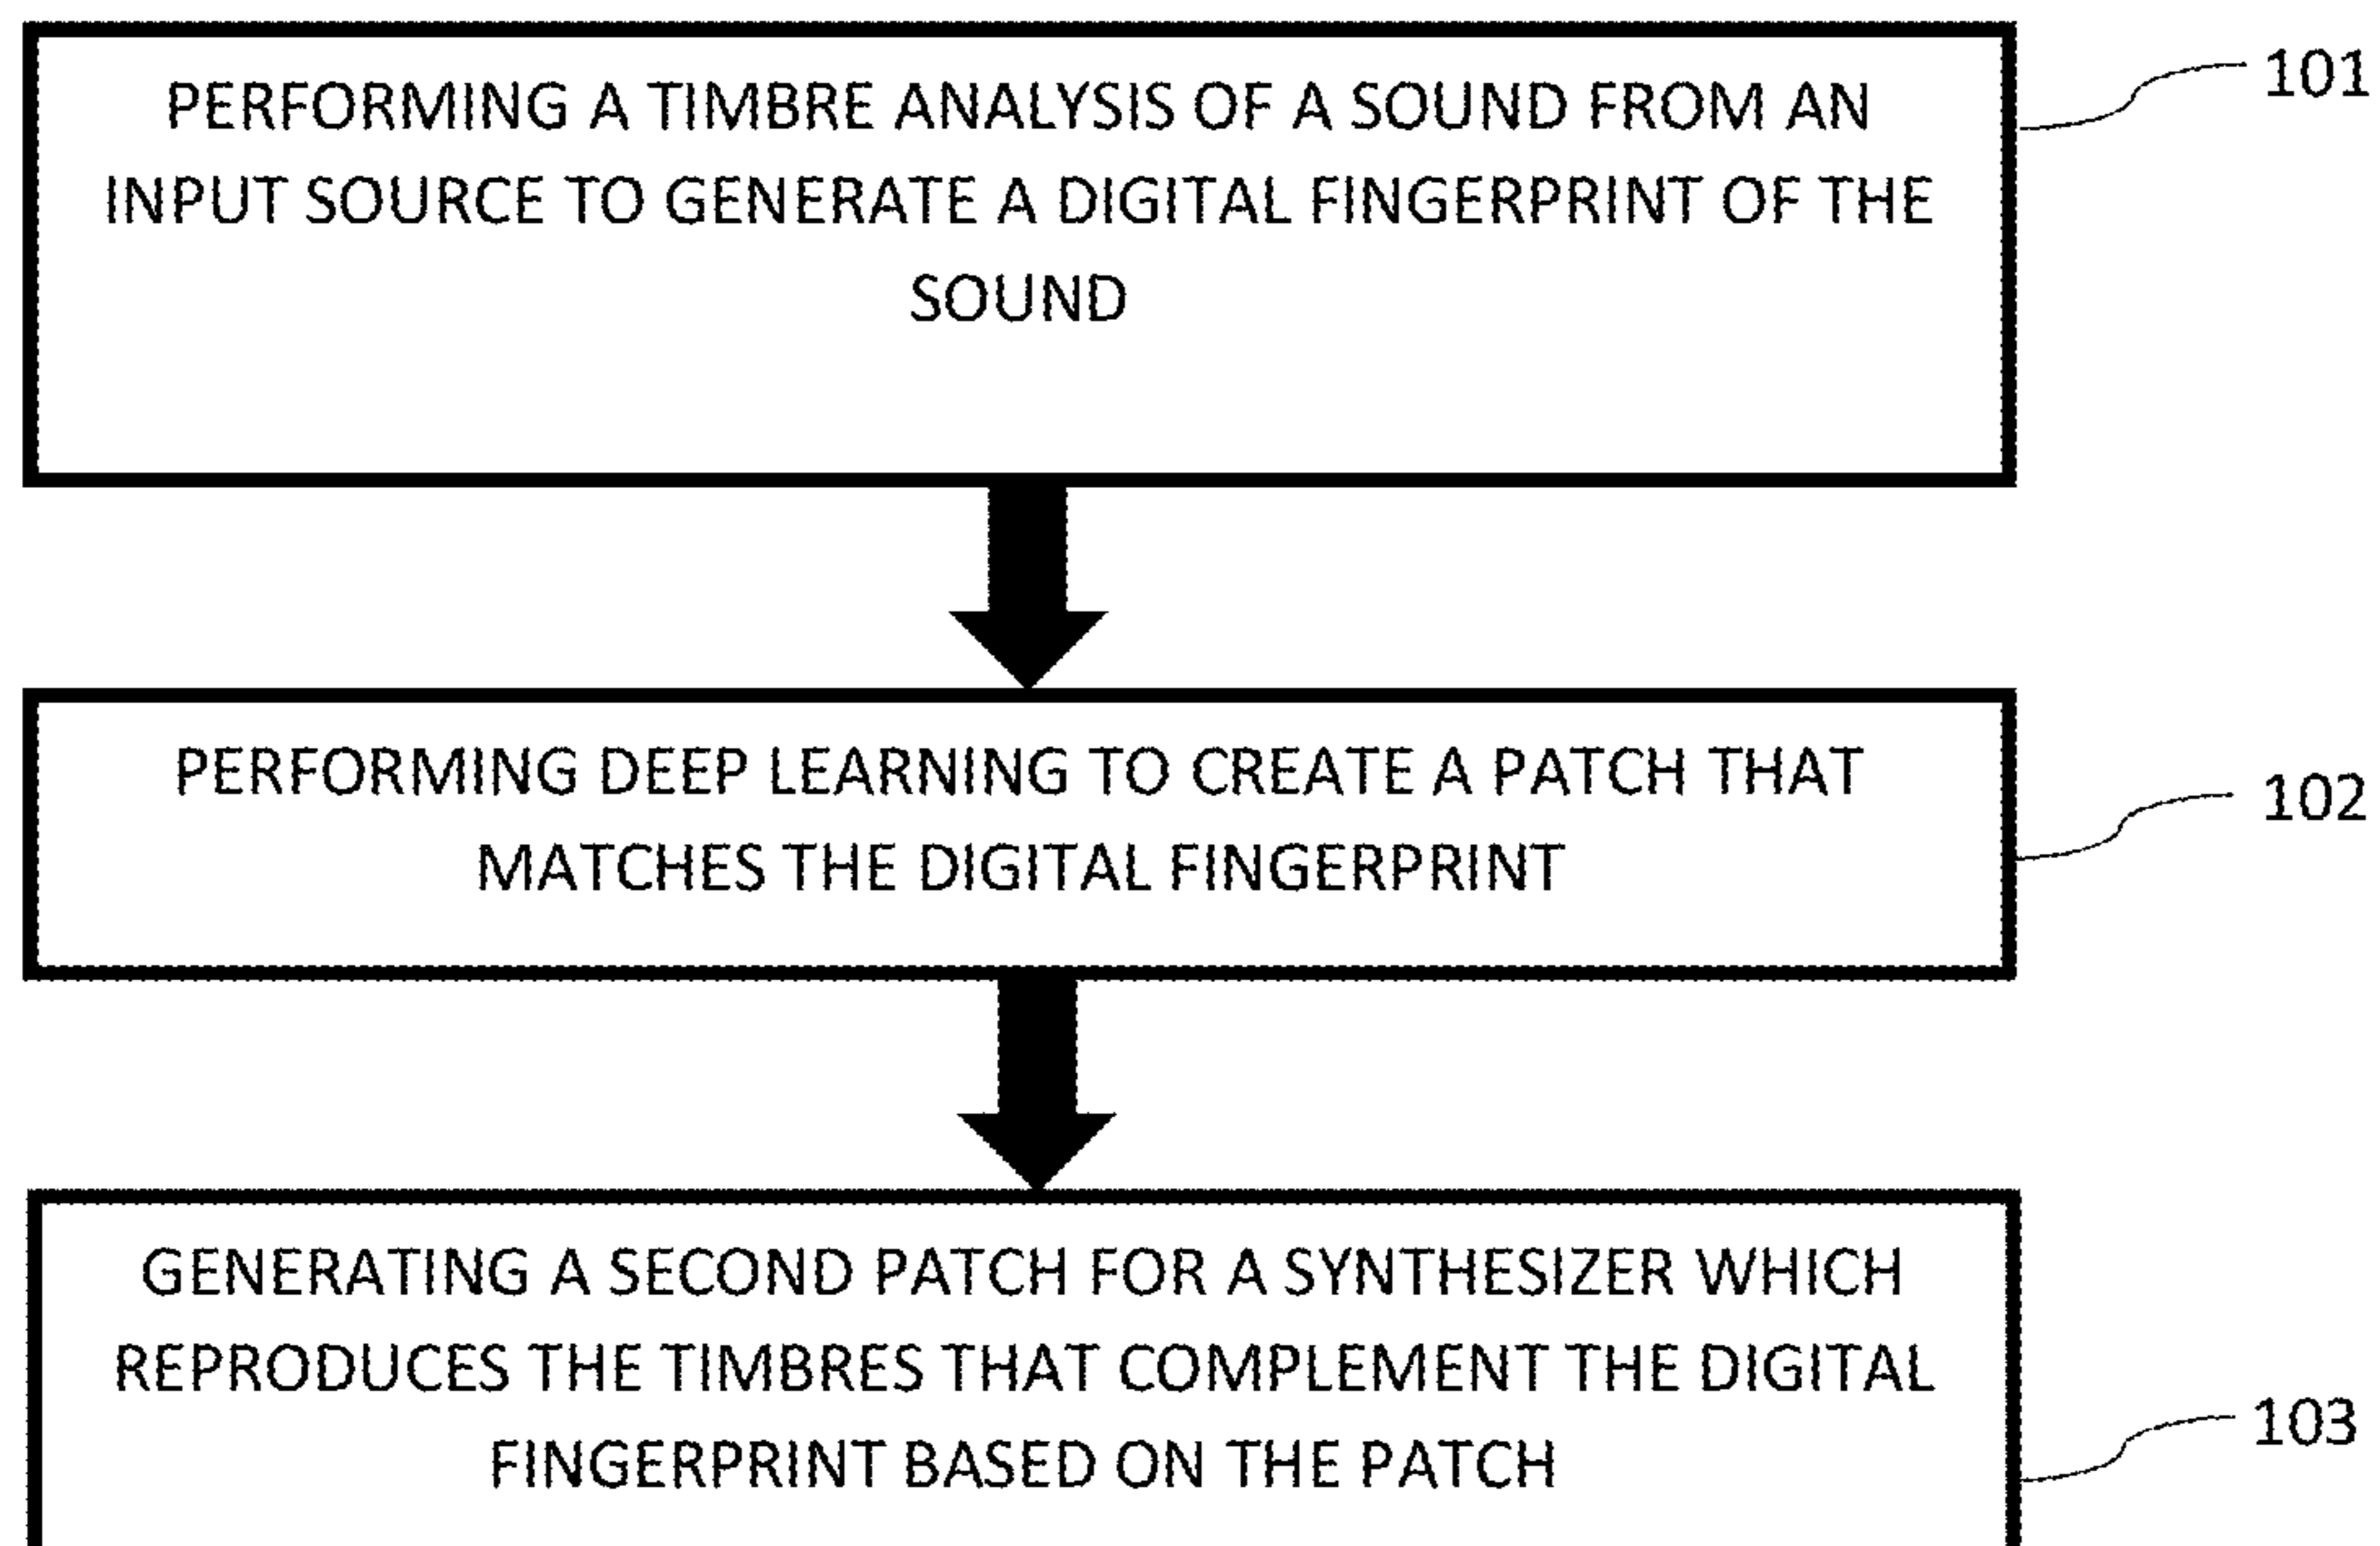 PERFORMING A TIMBRE ANALYSIS OF A SOUND FROM AN
INPUT SOURCE TO GENERATE A DIGITAL FINGERPRINT OF THE
SOUND
101
PERFORMING DEEP LEARNING TO CREATE A PATCH THAT
MATCHES THE DIGITAL FINGERPRINT
102
GENERATING A SECOND PATCH FOR A SYNTHESIZER WHICH
REPRODUCES THE TIMBRES THAT COMPLEMENT THE DIGITAL
FINGERPRINT BASED ON THE PATCH
103